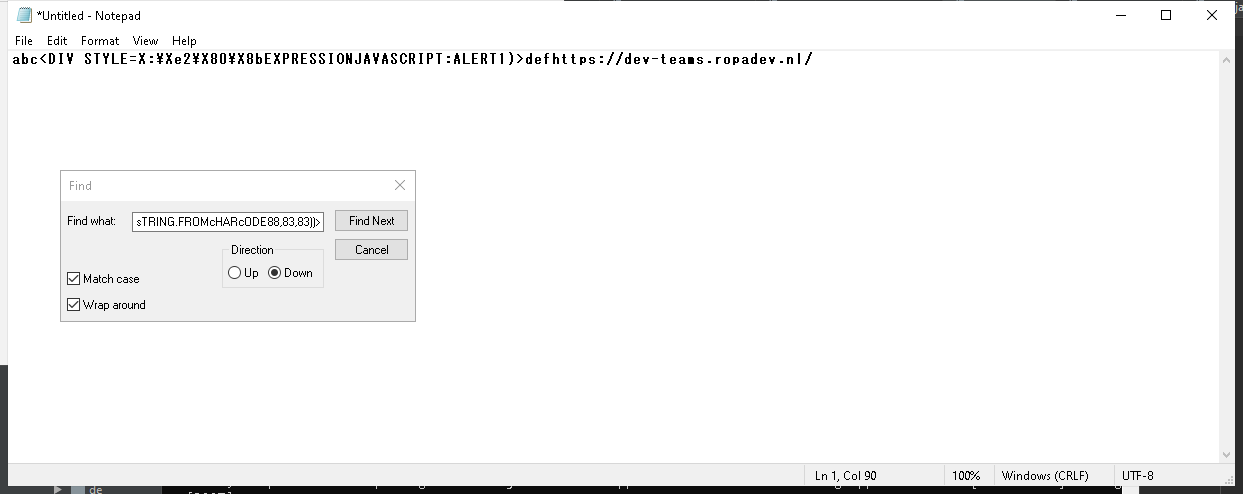 *Untitled - Notepad
File Edit Format View Help
abc<DIV STYLE=X:¥Xe2¥X80¥X8bEXPRESSIONJAVASCRIPT:ALERT1)>defhttps://dev-teams.ropadev.nl/
Find
Find what: sTRING.FROMcHARcODE88,83,83))> Find Next
Direction Cancel
Up Down
Match case
Wrap around
Ln 1, Col 90 100% Windows (CRLF) UTF-8
de